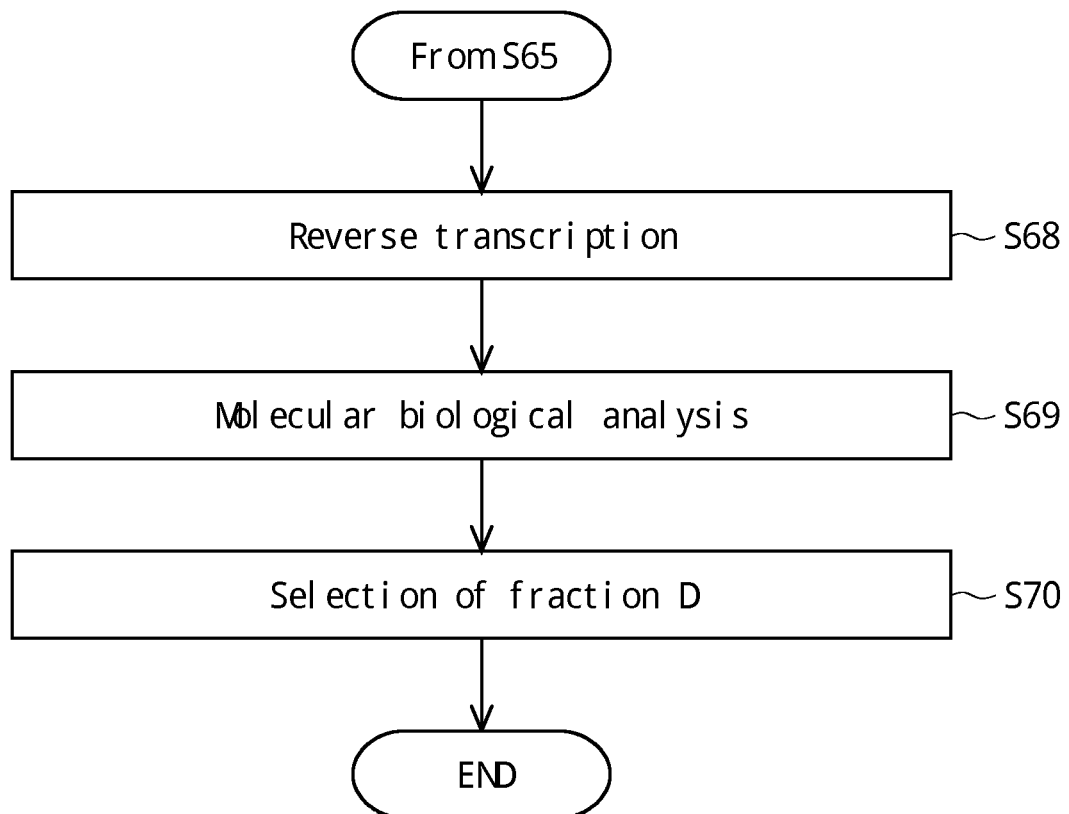 From S65
Reverse transcription
S68
Molecular biological analysis
S69
Selection of fraction D
S70
END